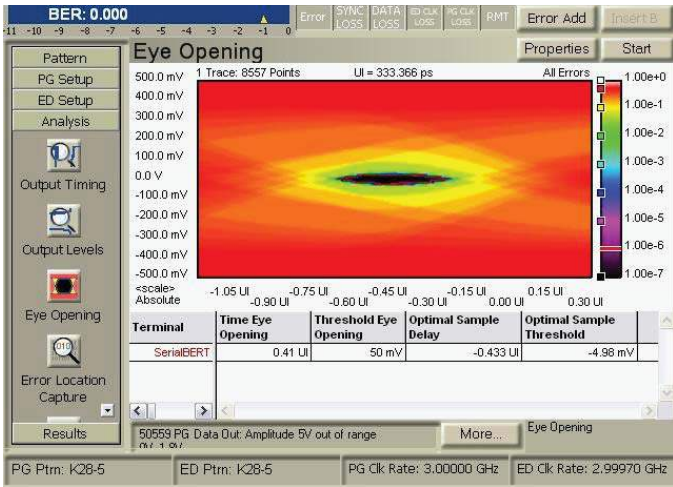 BER: 0.000
-11 -10 -9 -8 -7 -6 -5 -4 -3 -2 -1 0
Error
SYNC LOSS
DATA LOSS
ED CLK LOSS
PG CLK LOSS
RMT
Error Add
Insert B
Eye Opening
Properties
Start
Pattern
PG Setup
ED Setup
Analysis
Output Timing
Output Levels
Eye Opening
Error Location
Capture
Results
1 Trace: 8557 Points
UI = 333.366 ps
All Errors
500.0 mV
400.0 mV
300.0 mV
200.0 mV
100.0 mV
0.0 V
-100.0 mV
-200.0 mV
-300.0 mV
-400.0 mV
-500.0 mV
1.00e+0
1.00e-1
1.00e-2
1.00e-3
1.00e-4
1.00e-5
1.00e-6
1.00e-7
<scale>
Absolute
-1.05 UI -0.75 UI -0.45 UI -0.15 UI 0.15 UI
-0.90 UI -0.60 UI -0.30 UI 0.00 UI 0.30 UI
Terminal
Time Eye Opening
Threshold Eye Opening
Optimal Sample Delay
Optimal Sample Threshold
SerialBERT 0.41 UI 50 mV -0.433 UI -4.98 mV
50559 PG Data Out: Amplitude 5V out of range
More...
Eye Opening
PG Ptrn: K28-5
ED Ptrn: K28-5
PG Clk Rate: 3.00000 GHz
ED Clk Rate: 2.99970 GHz